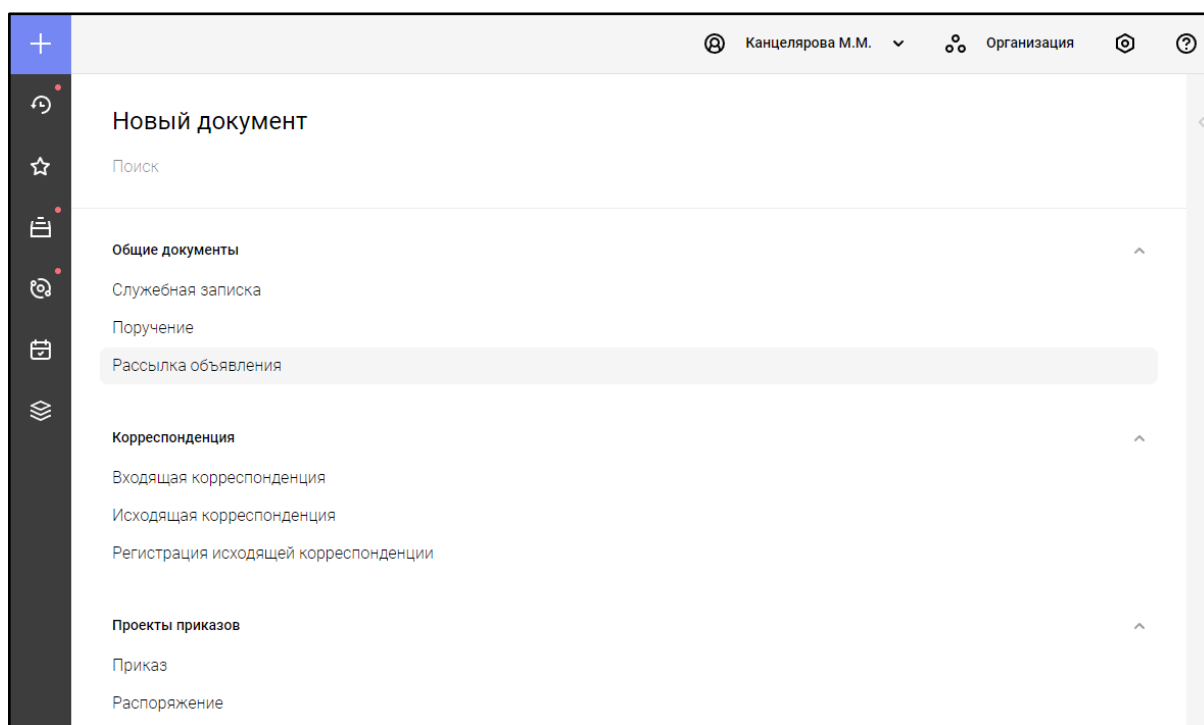 Канцелярова М.М.
Организация
Новый документ
Поиск
Общие документы
Служебная записка
Поручение
Рассылка объявления
Корреспонденция
Входящая корреспонденция
Исходящая корреспонденция
Регистрация исходящей корреспонденции
Проекты приказов
Приказ
Распоряжение